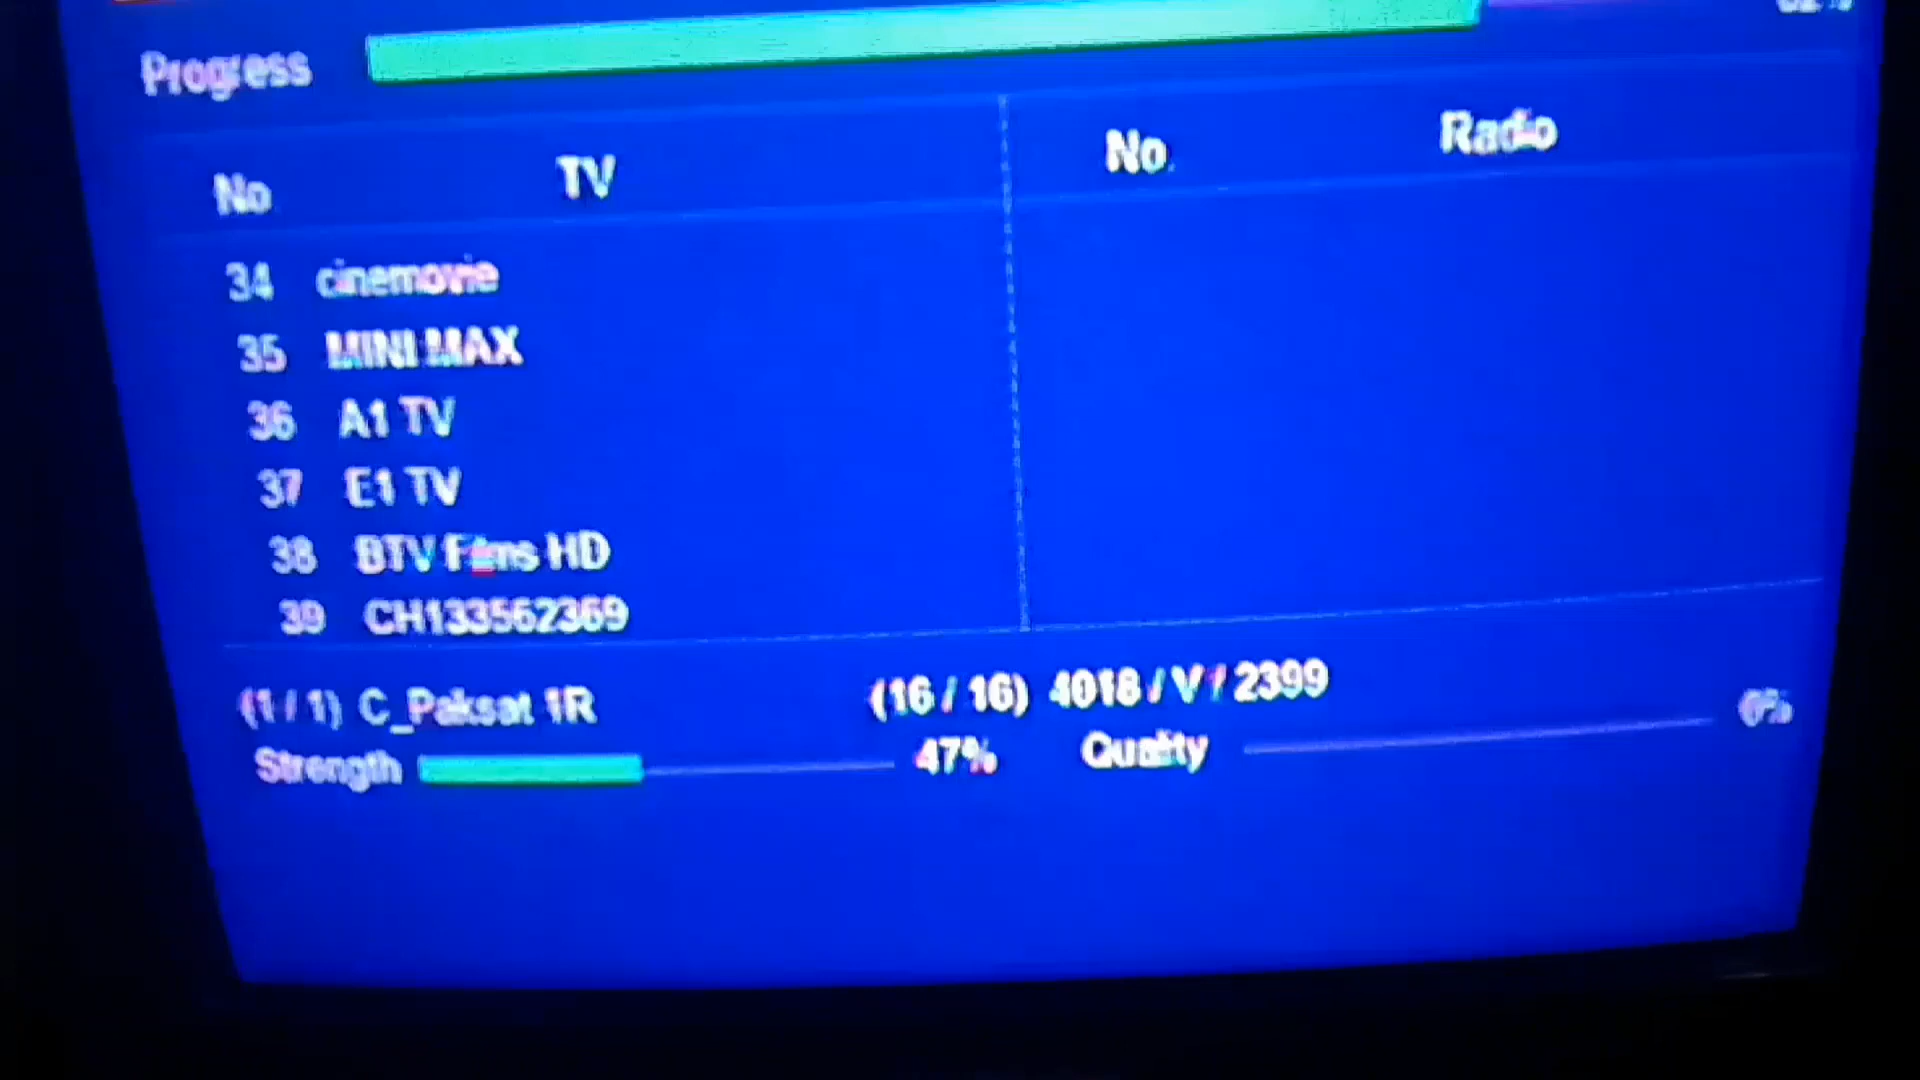 Progress
No TV No. Radio
34 cinemovie
35 MINI MAX
36 A1 TV
37 E1 TV
38 BTV Films HD
39 CH133562369
(1 / 1) C_Paksat 1R (16 / 16) 4018 / V / 2399
Strength 47% Quality 0%